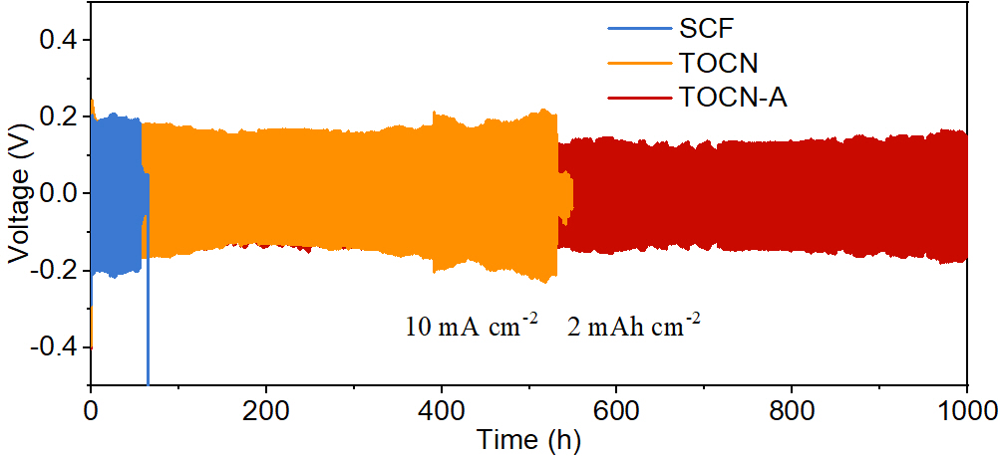 SCF
TOCN
TOCN-A
0.4
0.2
0.0
-0.2
-0.4
Voltage (V)
10 mA cm⁻² 2 mAh cm⁻²
0 200 400 600 800 1000
Time (h)